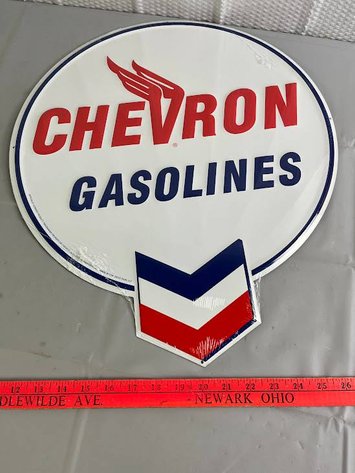 CHEVRON
GASOLINES
12 13 14 15 16 17 18 19 20 21 22 23 24 25 26
DLEWILDE AVE. NEWARK OHIO